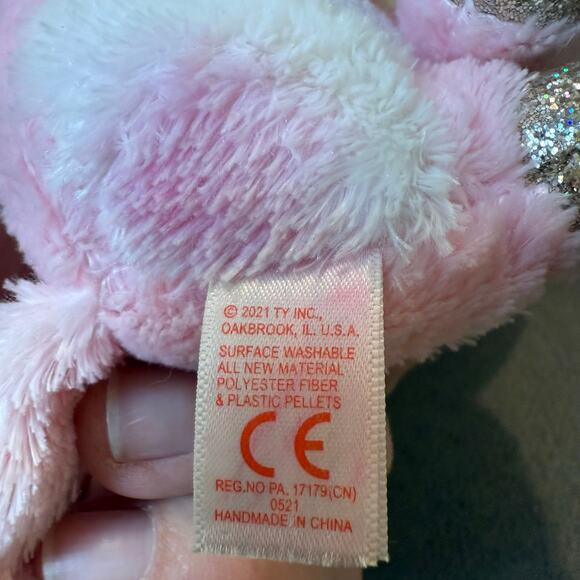 © 2021 TY INC.,
OAKBROOK, IL. U.S.A.
SURFACE WASHABLE
ALL NEW MATERIAL
POLYESTER FIBER
& PLASTIC PELLETS
CE
REG.NO PA. 17179(CN)
0521
HANDMADE IN CHINA